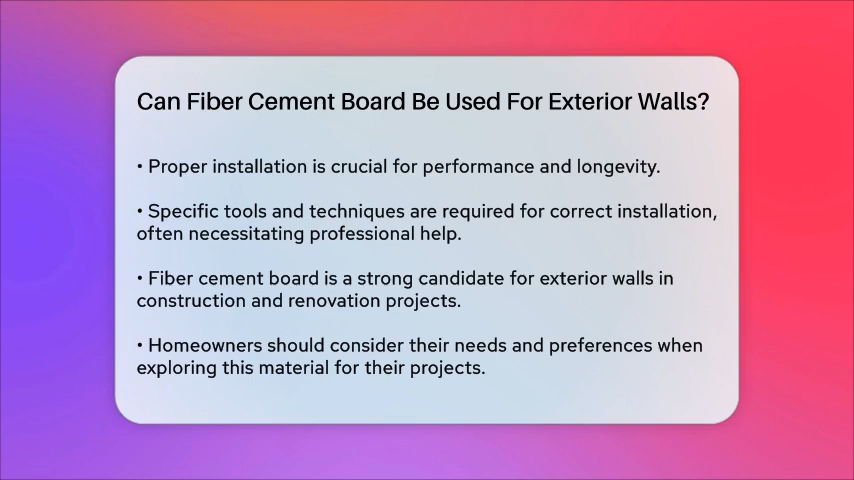 Can Fiber Cement Board Be Used For Exterior Walls?
• Proper installation is crucial for performance and longevity.
• Specific tools and techniques are required for correct installation,
often necessitating professional help.
• Fiber cement board is a strong candidate for exterior walls in
construction and renovation projects.
• Homeowners should consider their needs and preferences when
exploring this material for their projects.